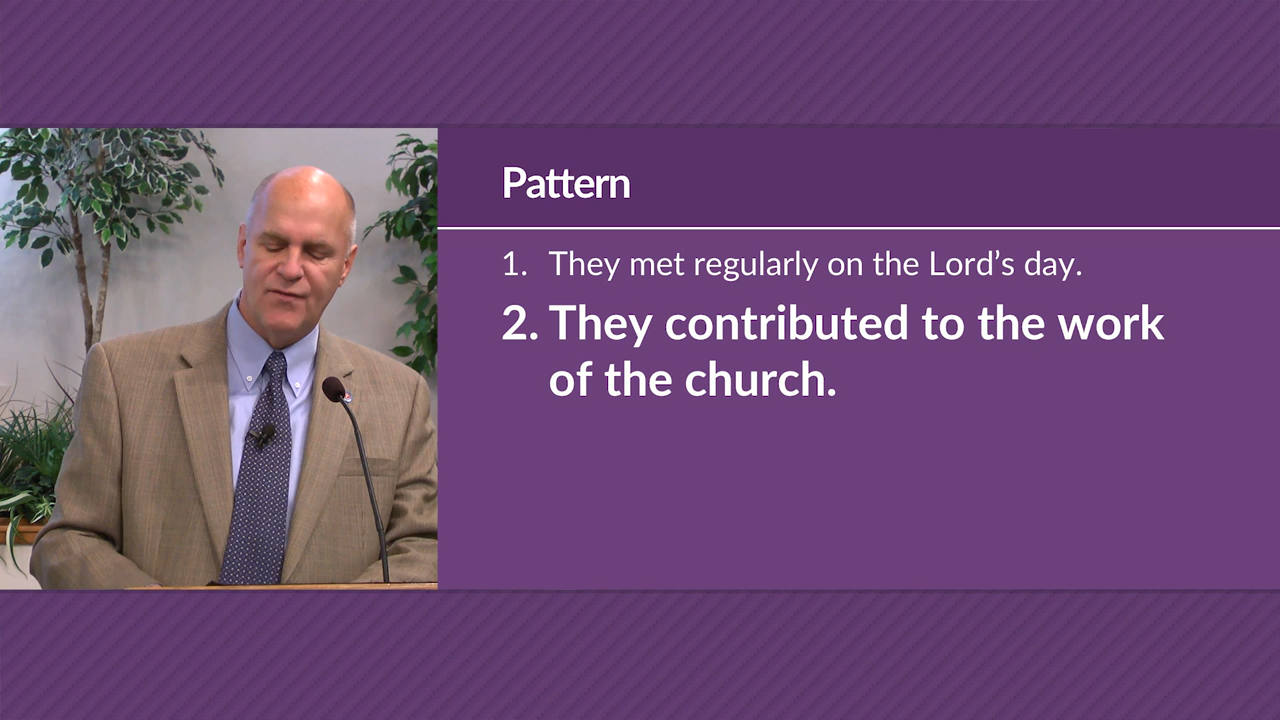 Pattern
1. They met regularly on the Lord’s day.
2. They contributed to the work
of the church.